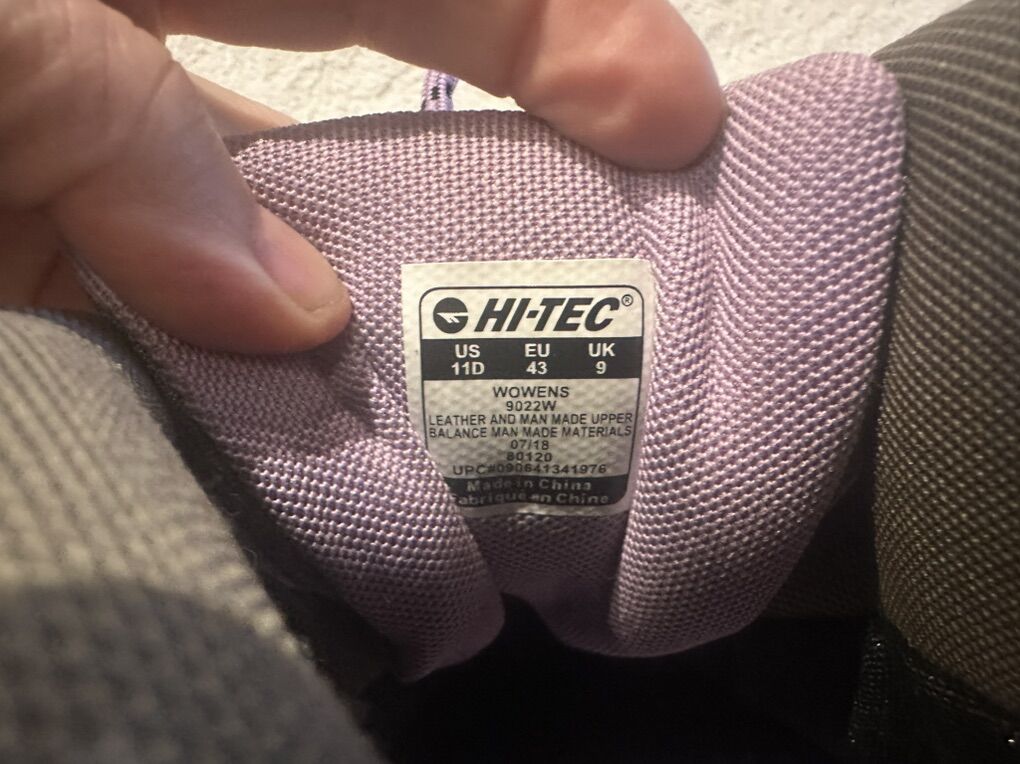 HI-TEC®
US EU UK
11D 43 9
WOWENS
9022W
LEATHER AND MAN MADE UPPER
BALANCE MAN MADE MATERIALS
07/18
80120
UPC#090641341976
Made in China
Fabriqué en Chine